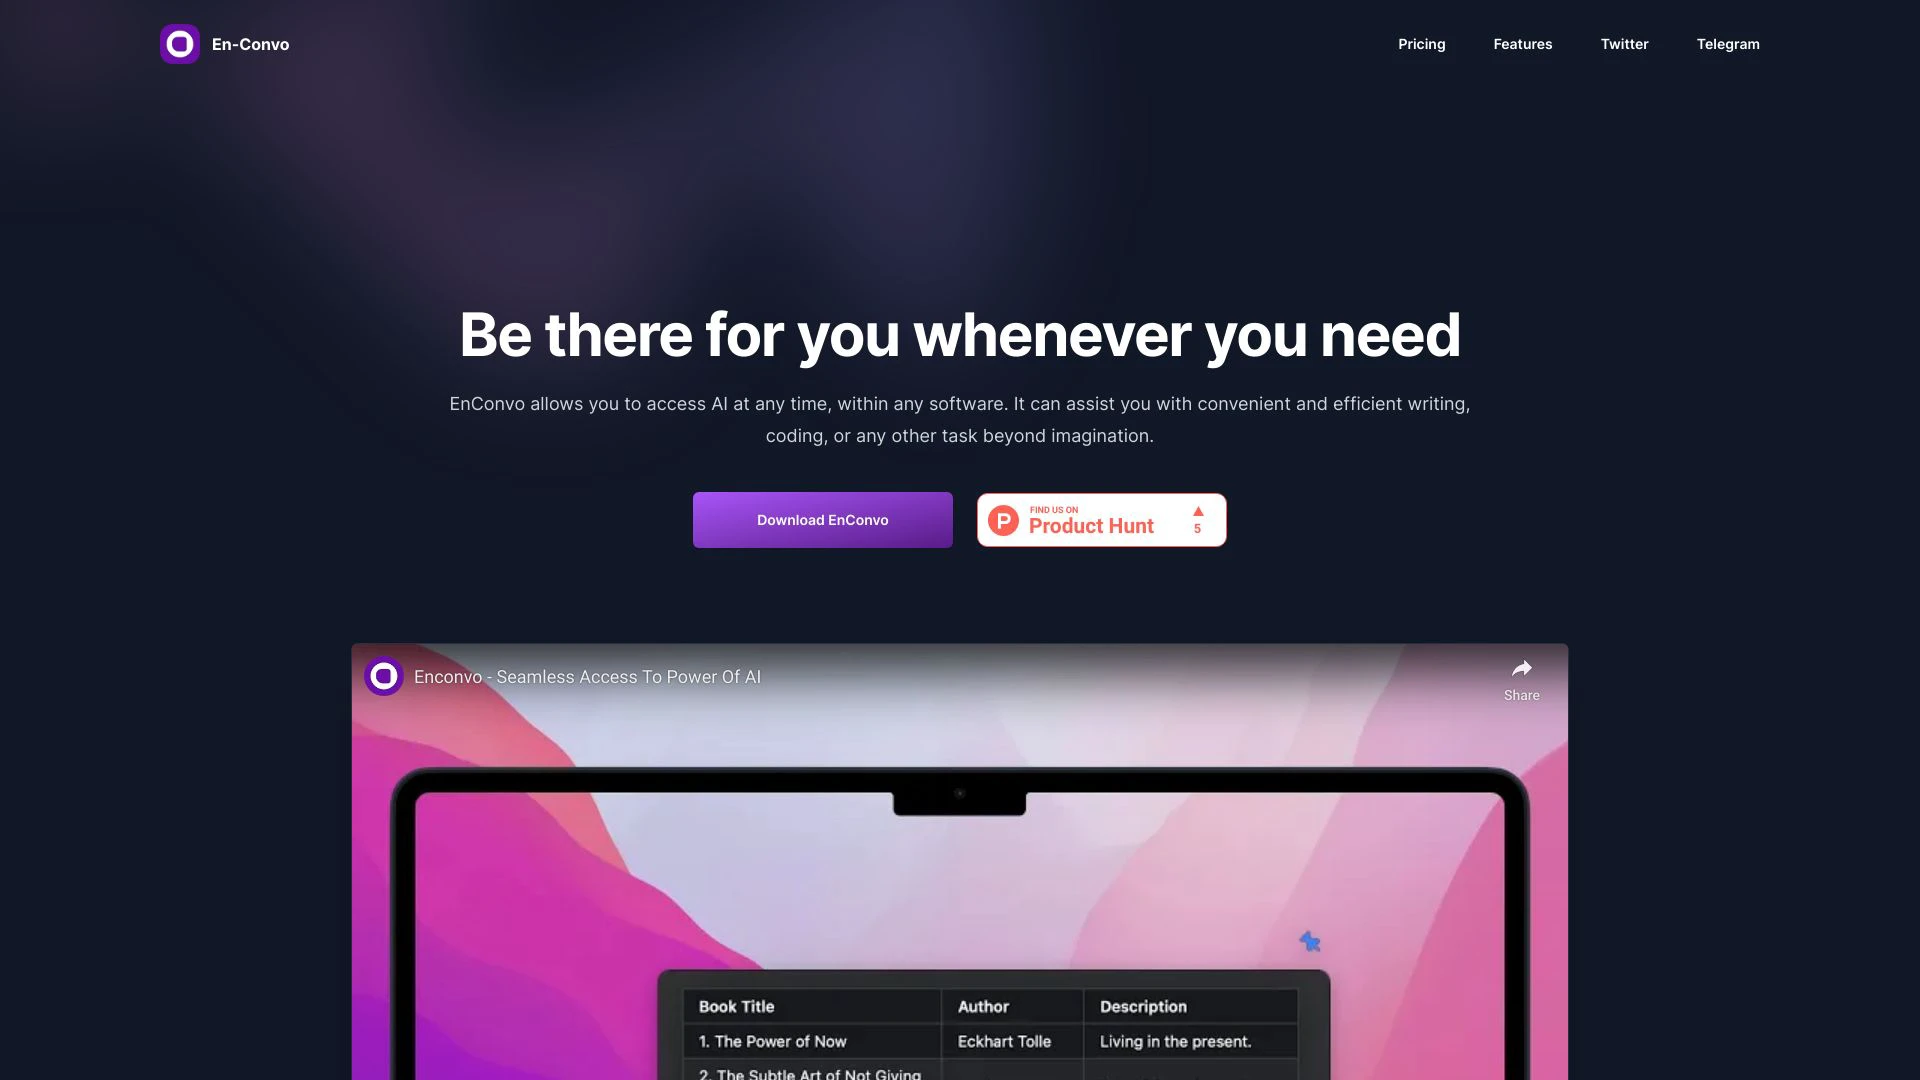 En-Convo
Pricing
Features
Twitter
Telegram
Be there for you whenever you need
EnConvo allows you to access AI at any time, within any software. It can assist you with convenient and efficient writing,
coding, or any other task beyond imagination.
Download EnConvo
P
FIND US ON
Product Hunt
5
Enconvo - Seamless Access To Power Of AI
Share
Book Title
Author
Description
1. The Power of Now
Eckhart Tolle
Living in the present.
2. The Subtle Art of Not Giving